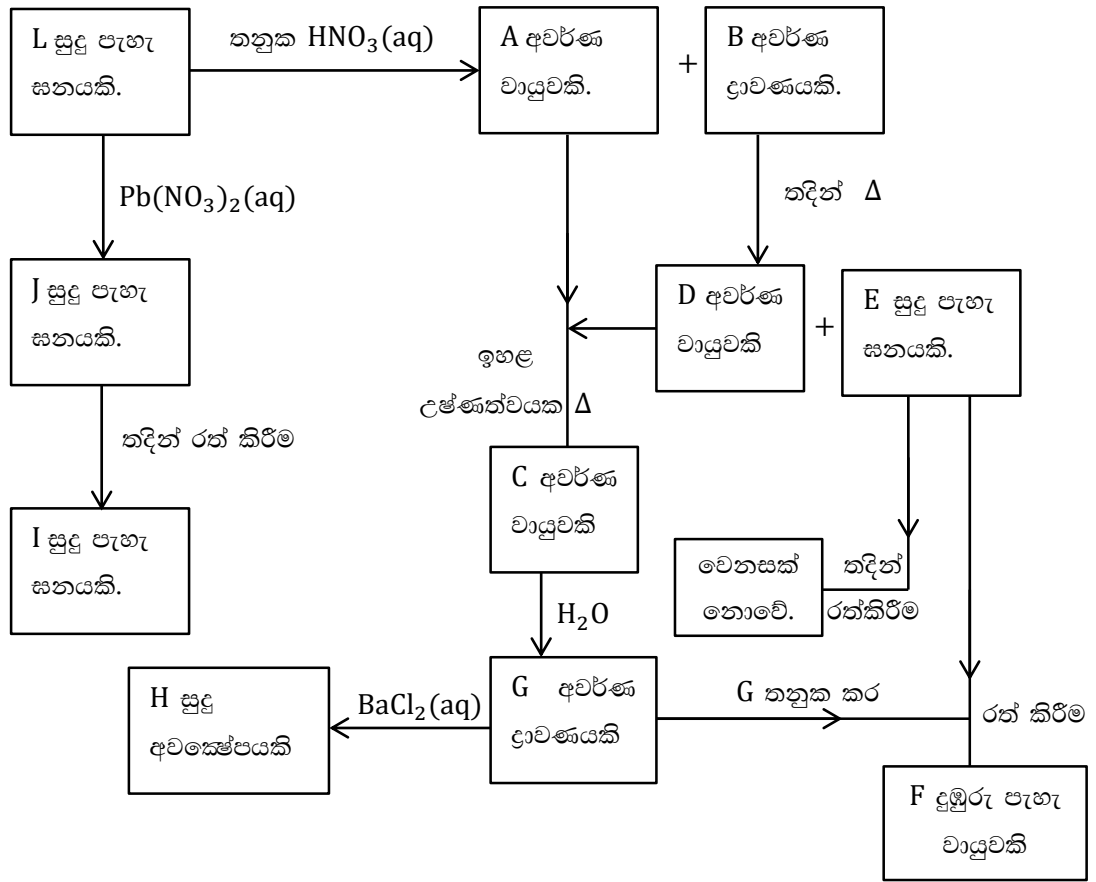 L සුදු පැහැ
ඝනයකි.
තනුක HNO₃(aq)
A අවර්ණ
වායුවකි.
+
B අවර්ණ
ද්‍රාවණයකි.
Pb(NO₃)₂(aq)
තදින් Δ
J සුදු පැහැ
ඝනයකි.
D අවර්ණ
වායුවකි
+
E සුදු පැහැ
ඝනයකි.
ඉහළ
උෂ්ණත්වයක Δ
තදින් රත් කිරීම
C අවර්ණ
වායුවකි
I සුදු පැහැ
ඝනයකි.
වෙනසක්
නොවේ.
තදින්
රත්කිරීම
H₂O
H සුදු
අවක්‍ෂේපයකි
BaCl₂(aq)
G අවර්ණ
ද්‍රාවණයකි
G තනුක කර
රත් කිරීම
F දුඹුරු පැහැ
වායුවකි